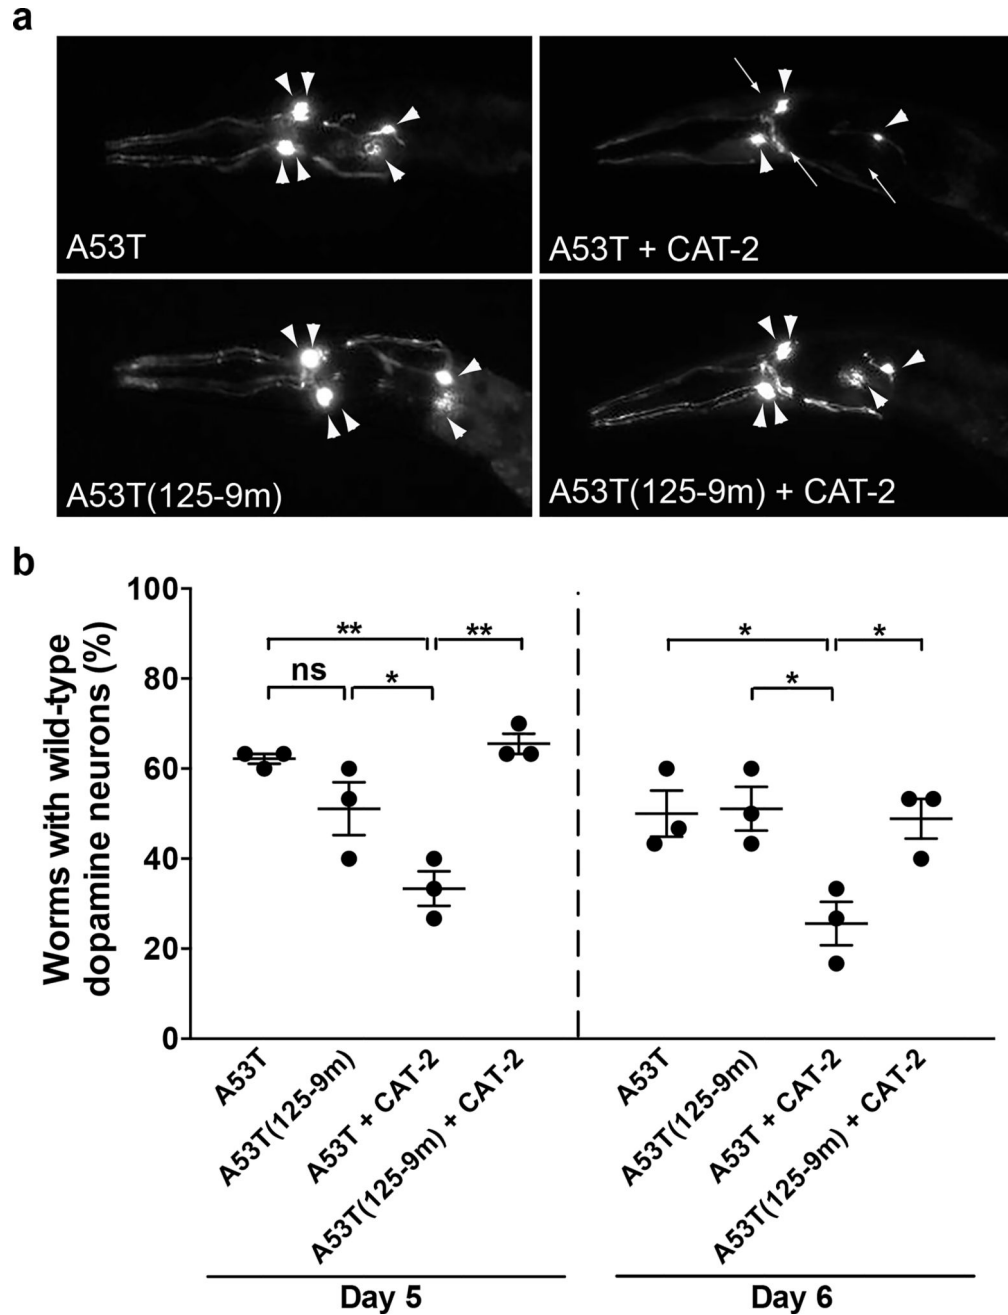 a
A53T
A53T + CAT-2
A53T(125-9m)
A53T(125-9m) + CAT-2
b
Worms with wild-type
dopamine neurons (%)
100
80
60
40
20
0
**
**
ns
*
*
*
*
A53T
A53T(125-9m)
A53T + CAT-2
A53T(125-9m) + CAT-2
A53T
A53T(125-9m)
A53T + CAT-2
A53T(125-9m) + CAT-2
Day 5
Day 6